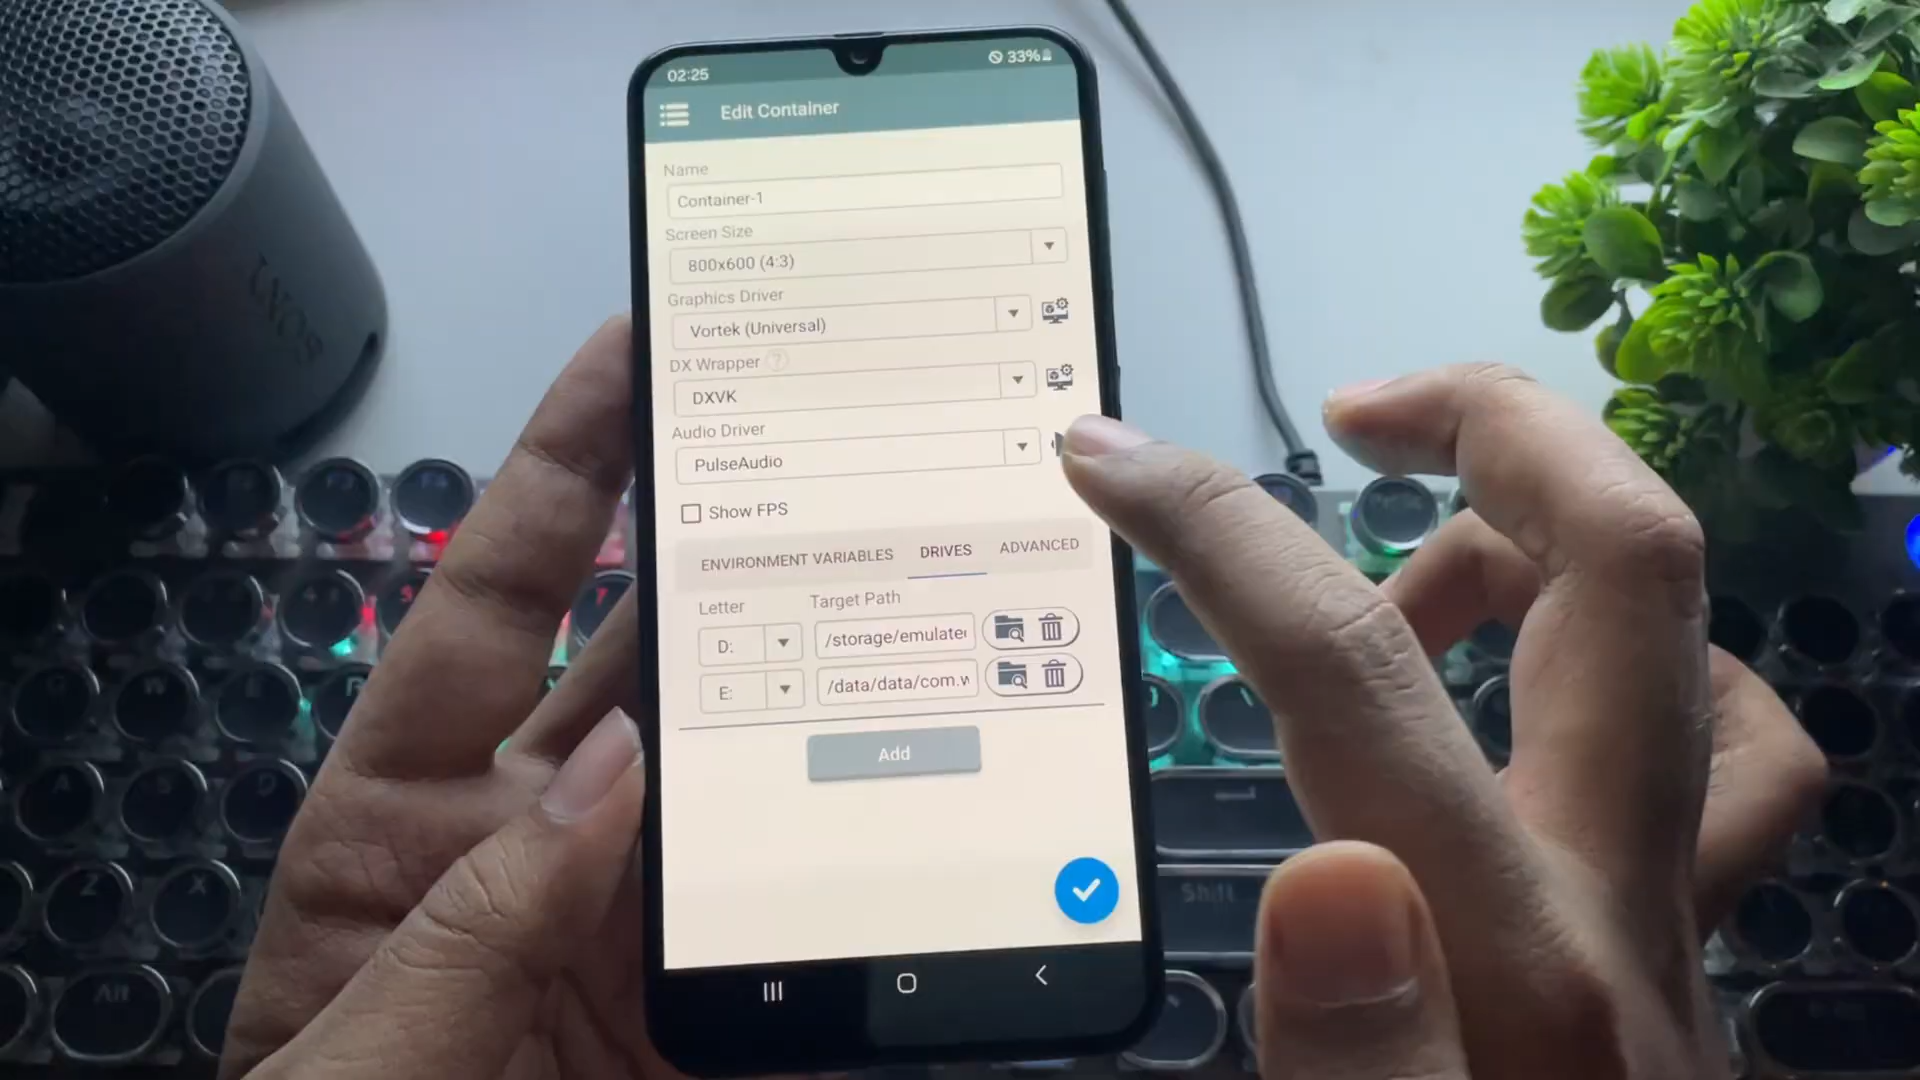 02:25
33%
Edit Container
Name
Container-1
Screen Size
800x600 (4:3)
Graphics Driver
Vortek (Universal)
DX Wrapper ?
DXVK
Audio Driver
PulseAudio
Show FPS
ENVIRONMENT VARIABLES DRIVES ADVANCED
Letter Target Path
D: /storage/emulate
E: /data/data/com.w
Add
W
A
S
D
Z
X
Alt
Shift